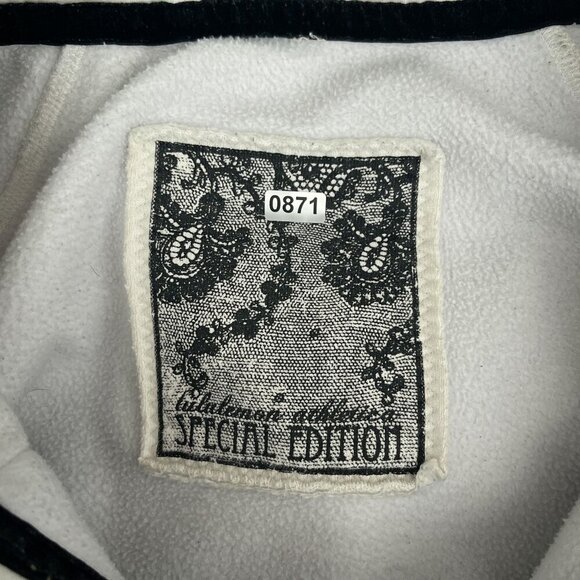 0871
lululemon athletica
SPECIAL EDITION